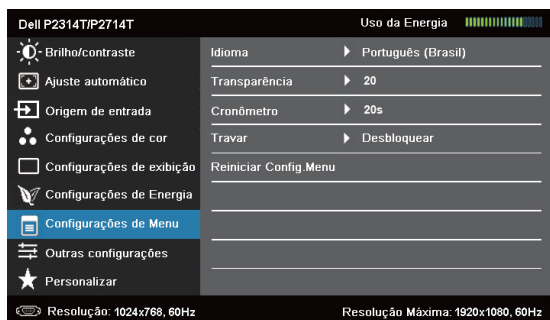 Dell P2314T/P2714T Uso da Energia
Brilho/contraste Idioma Português (Brasil)
Ajuste automático Transparência 20
Origem de entrada Cronômetro 20s
Configurações de cor Travar Desbloquear
Configurações de exibição Reiniciar Config.Menu
Configurações de Energia
Configurações de Menu
Outras configurações
Personalizar
Resolução: 1024x768, 60Hz Resolução Máxima: 1920x1080, 60Hz